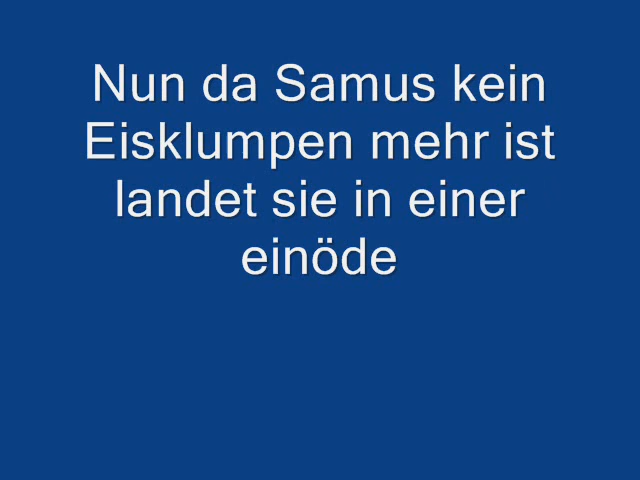 Nun da Samus kein
Eisklumpen mehr ist
landet sie in einer
einöde